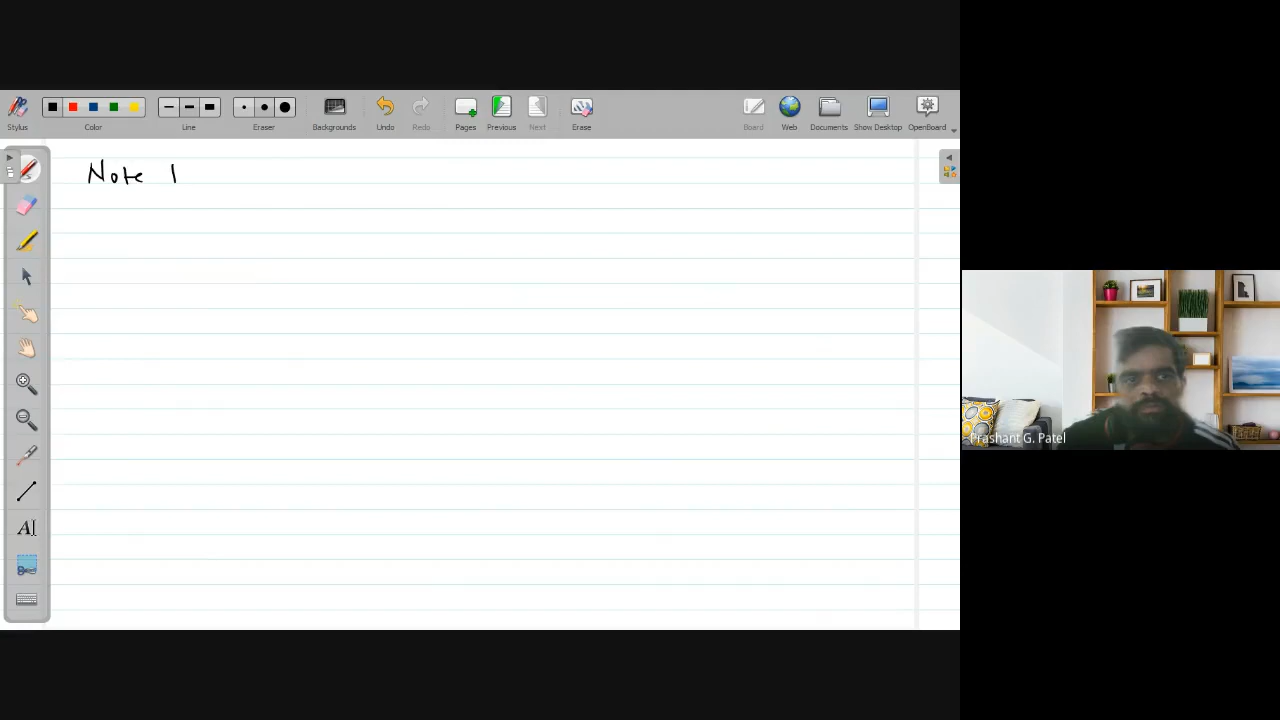 Stylus Color Line Eraser Backgrounds Undo Redo Pages Previous Next Erase Board Web Documents Show Desktop OpenBoard
Note 1
Prashant G. Patel